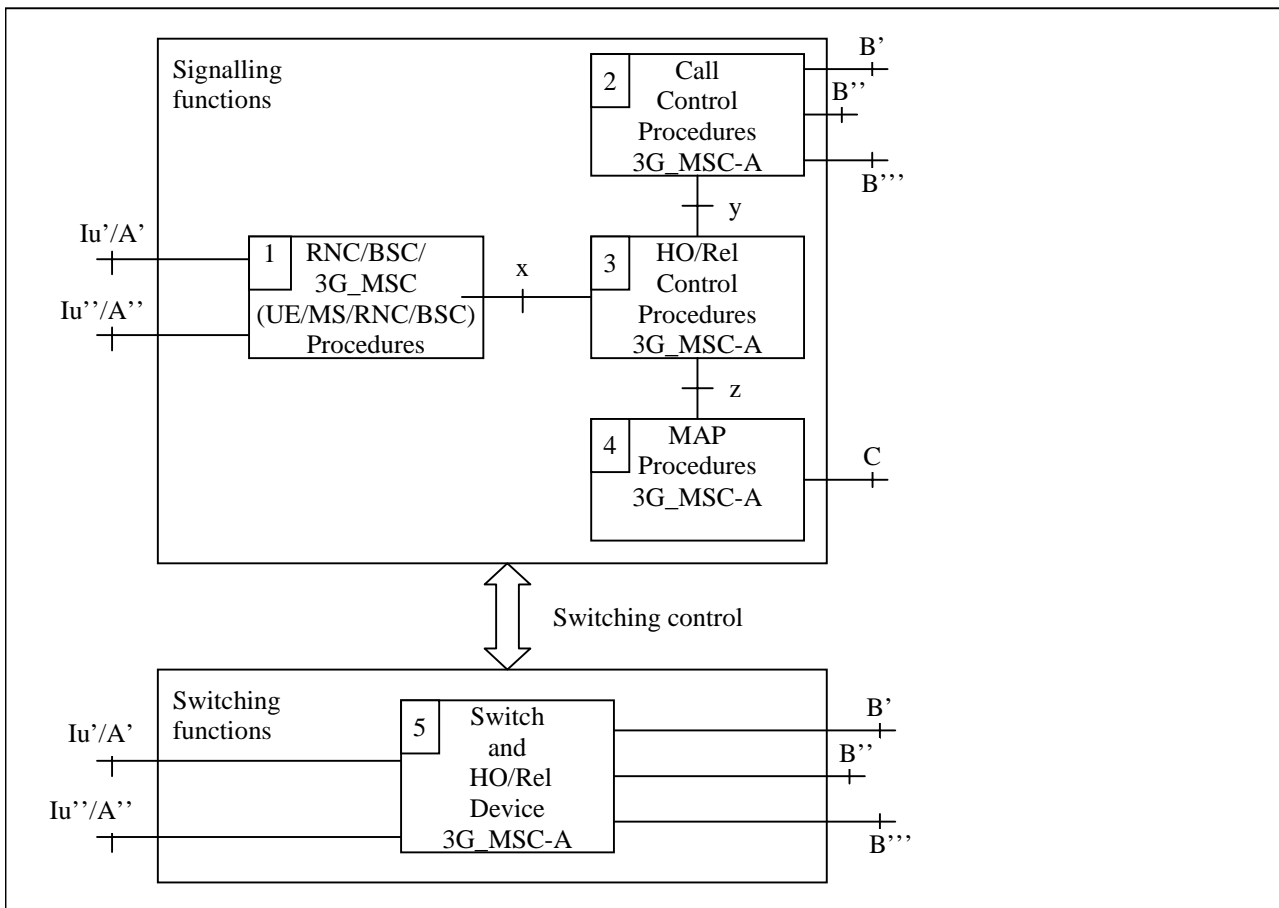 Signalling
functions
2
Call
Control
Procedures
3G_MSC-A
B'
B''
B’’’
y
Iu’/A'
Iu’’/A’’
1
RNC/BSC/
3G_MSC
(UE/MS/RNC/BSC)
Procedures
x
3
HO/Rel
Control
Procedures
3G_MSC-A
z
4
MAP
Procedures
3G_MSC-A
C
Switching control
Switching
functions
Iu’/A'
Iu’’/A’’
5
Switch
and
HO/Rel
Device
3G_MSC-A
B'
B’’
B’’’